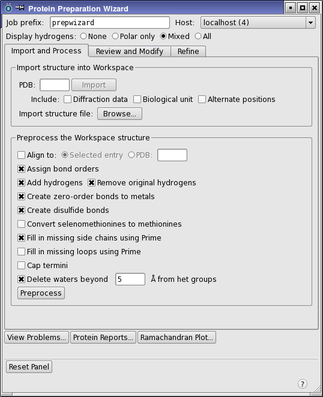 Protein Preparation Wizard
Job prefix: prepwizard Host: localhost (4)
Display hydrogens: None Polar only Mixed All
Import and Process Review and Modify Refine
Import structure into Workspace
PDB: Import
Include: Diffraction data Biological unit Alternate positions
Import structure file: Browse...
Preprocess the Workspace structure
Align to: Selected entry PDB:
Assign bond orders
Add hydrogens Remove original hydrogens
Create zero-order bonds to metals
Create disulfide bonds
Convert selenomethionines to methionines
Fill in missing side chains using Prime
Fill in missing loops using Prime
Cap termini
Delete waters beyond 5 Å from het groups
Preprocess
View Problems... Protein Reports... Ramachandran Plot...
Reset Panel
?